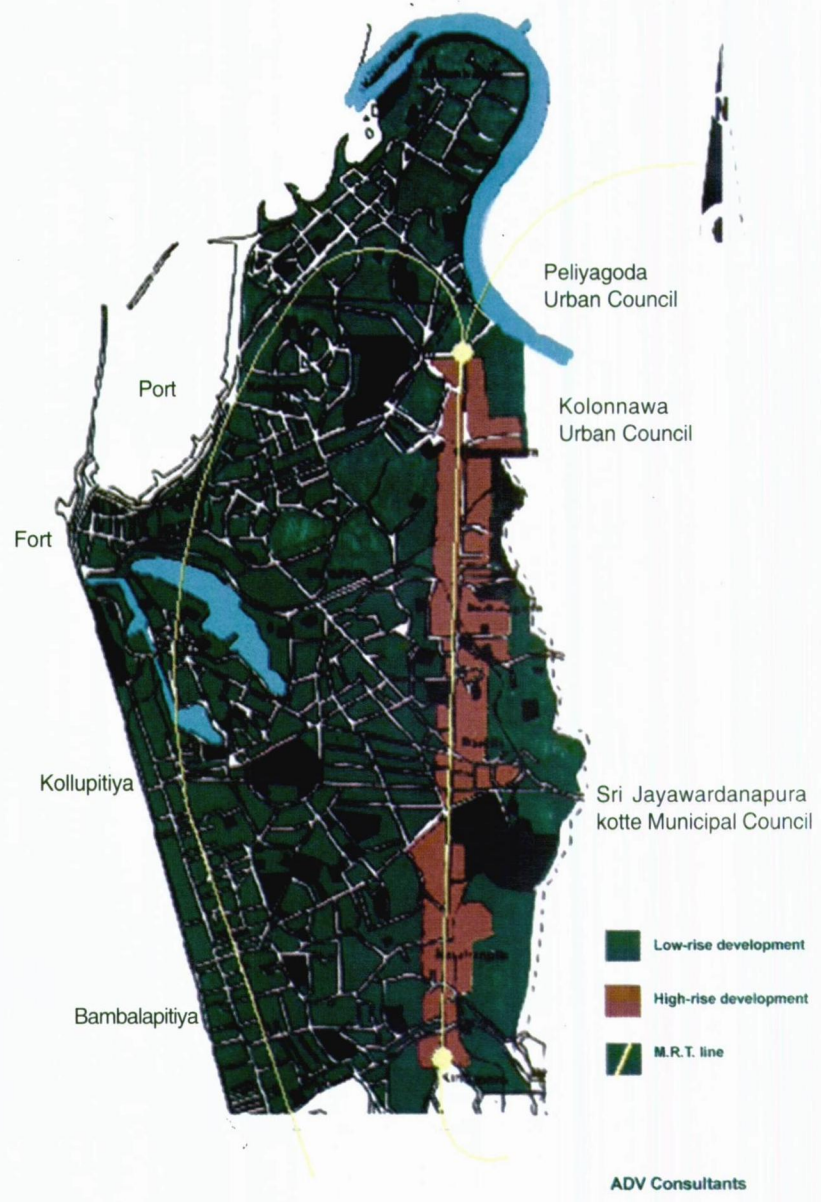 N
Peliyagoda
Urban Council
Port
Kolonnawa
Urban Council
Fort
Kollupitiya
Sri Jayawardanapura
kotte Municipal Council
Low-rise development
High-rise development
Bambalapitiya
M.R.T. line
ADV Consultants